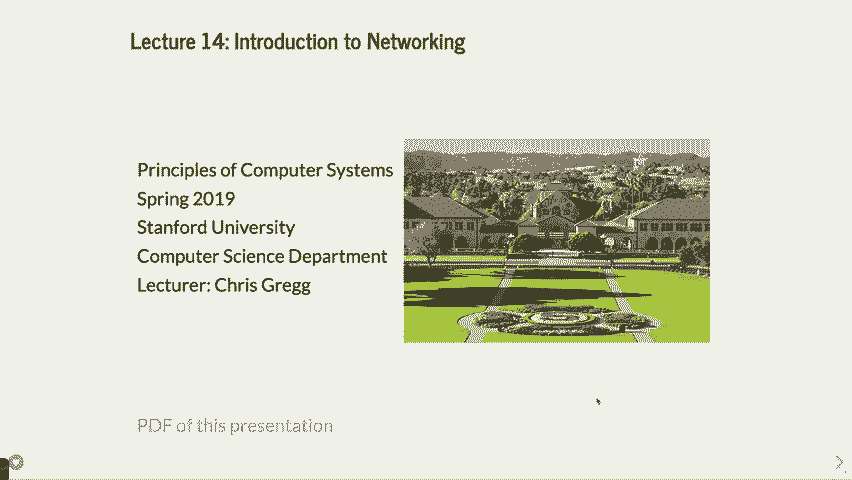 Lecture 14: Introduction to Networking
Principles of Computer Systems
Spring 2019
Stanford University
Computer Science Department
Lecturer: Chris Gregg
PDF of this presentation